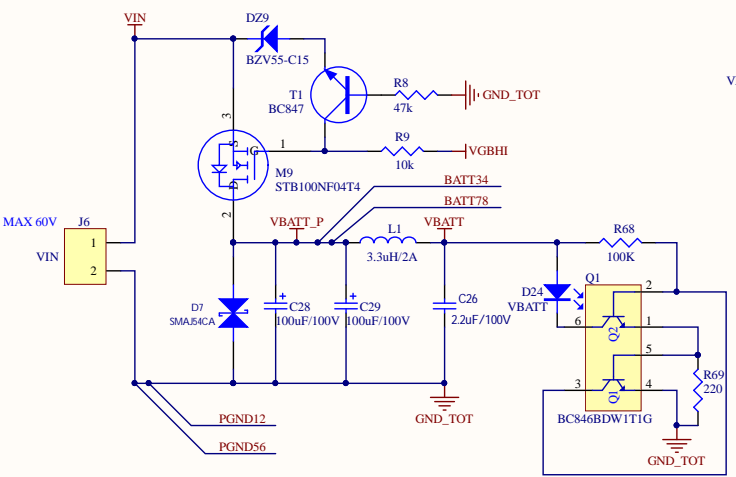 VIN
DZ9
BZV55-C15
T1
BC847
R8
47k
GND_TOT
3
S
G
1
R9
10k
VGBHI
M9
STB100NF04T4
D
2
BATT34
BATT78
MAX 60V
J6
VIN
1
2
VBATT_P
L1
3.3uH/2A
VBATT
R68
100K
D7
SMAJ54CA
+
C28
100uF/100V
+
C29
100uF/100V
C26
2.2uF/100V
D24
VBATT
Q1
2
6
Q2
1
5
3
Q1
4
R69
220
BC846BDW1T1G
GND_TOT
GND_TOT
PGND12
PGND56